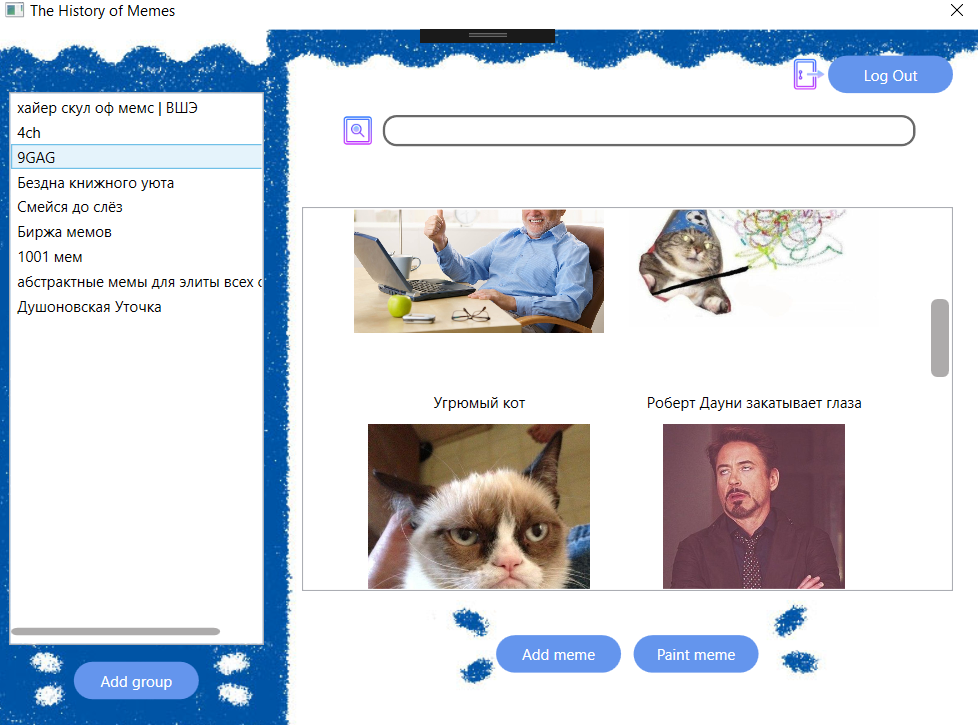 The History of Memes
Log Out
хайер скул оф мемс | ВШЭ
4ch
9GAG
Бездна книжного уюта
Смейся до слёз
Биржа мемов
1001 мем
абстрактные мемы для элиты всех с
Душоновская Уточка
Угрюмый кот
Роберт Дауни закатывает глаза
Add meme
Paint meme
Add group